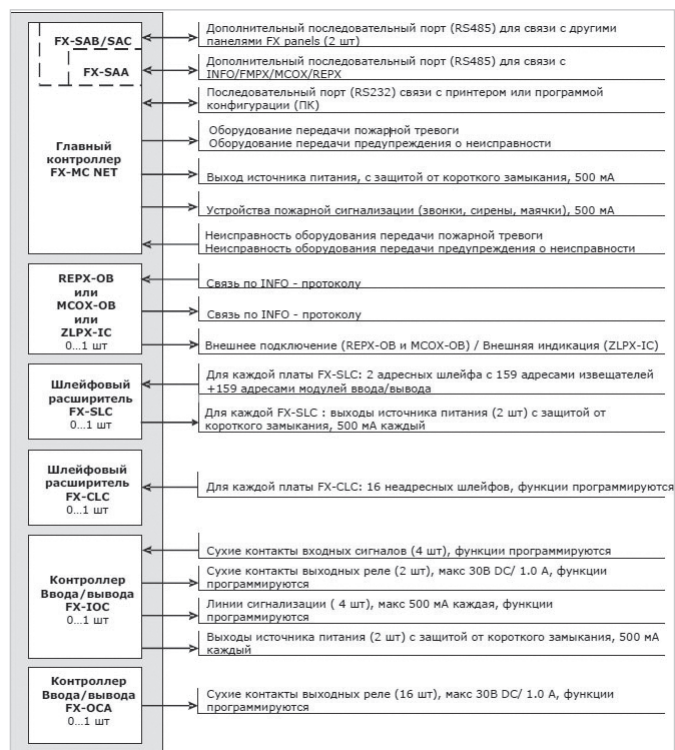 FX-SAB/SAC
FX-SAA
Главный
контроллер
FX-MC NET
Дополнительный последовательный порт (RS485) для связи с другими
панелями FX panels (2 шт)
Дополнительный последовательный порт (RS485) для связи с
INFO/FMPX/MCOX/REPX
Последовательный порт (RS232) связи с принтером или программой
конфигурации (ПК)
Оборудование передачи пожарной тревоги
Оборудование передачи предупреждения о неисправности
Выход источника питания, с защитой от короткого замыкания, 500 мА
Устройства пожарной сигнализации (звонки, сирены, маячки), 500 мА
Неисправность оборудования передачи пожарной тревоги
Неисправность оборудования передачи предупреждения о неисправности
REPX-OB
или
MCOX-OB
или
ZLPX-IC
0...1 шт
Связь по INFO - протоколу
Связь по INFO - протоколу
Внешнее подключение (REPX-OB и MCOX-OB) / Внешняя индикация (ZLPX-IC)
Шлейфовый
расширитель
FX-SLC
0...1 шт
Для каждой платы FX-SLC: 2 адресных шлейфа с 159 адресами извещателей
+159 адресами модулей ввода/вывода
Для каждой FX-SLC : выходы источника питания (2 шт) с защитой от
короткого замыкания, 500 мА каждый
Шлейфовый
расширитель
FX-CLC
0...1 шт
Для каждой платы FX-CLC: 16 неадресных шлейфов, функции программируются
Контроллер
Ввода/вывода
FX-IOC
0...1 шт
Сухие контакты входных сигналов (4 шт), функции программируются
Сухие контакты выходных реле (2 шт), макс 30В DC/ 1.0 А, функции
программируются
Линии сигнализации ( 4 шт), макс 500 мА каждая, функции
программируются
Выходы источника питания (2 шт) с защитой от короткого замыкания, 500 мА
каждый
Контроллер
Ввода/вывода
FX-OCA
0...1 шт
Сухие контакты выходных реле (16 шт), макс 30В DC/ 1.0 А, функции
программируются